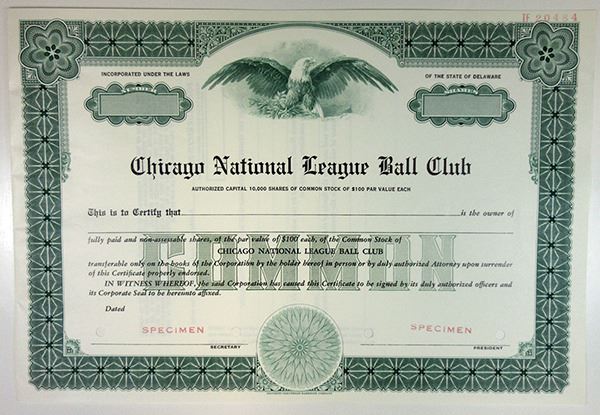 TF 20484
INCORPORATED UNDER THE LAWS
OF THE STATE OF DELAWARE
NUMBER
SHARES
Chicago National League Ball Club
AUTHORIZED CAPITAL 10,000 SHARES OF COMMON STOCK OF $100 PAR VALUE EACH
This is to Certify that is the owner of
COMMON
fully paid and non-assessable shares, of the par value of $100 each, of the Common Stock of
CHICAGO NATIONAL LEAGUE BALL CLUB
transferable only on the books of the Corporation by the holder hereof in person or by duly authorized Attorney upon surrender
of this Certificate properly endorsed.
IN WITNESS WHEREOF, the said Corporation has caused this Certificate to be signed by its duly authorized officers and
its Corporate Seal to be hereunto affixed.
Dated
SPECIMEN
SPECIMEN
SECRETARY
PRESIDENT